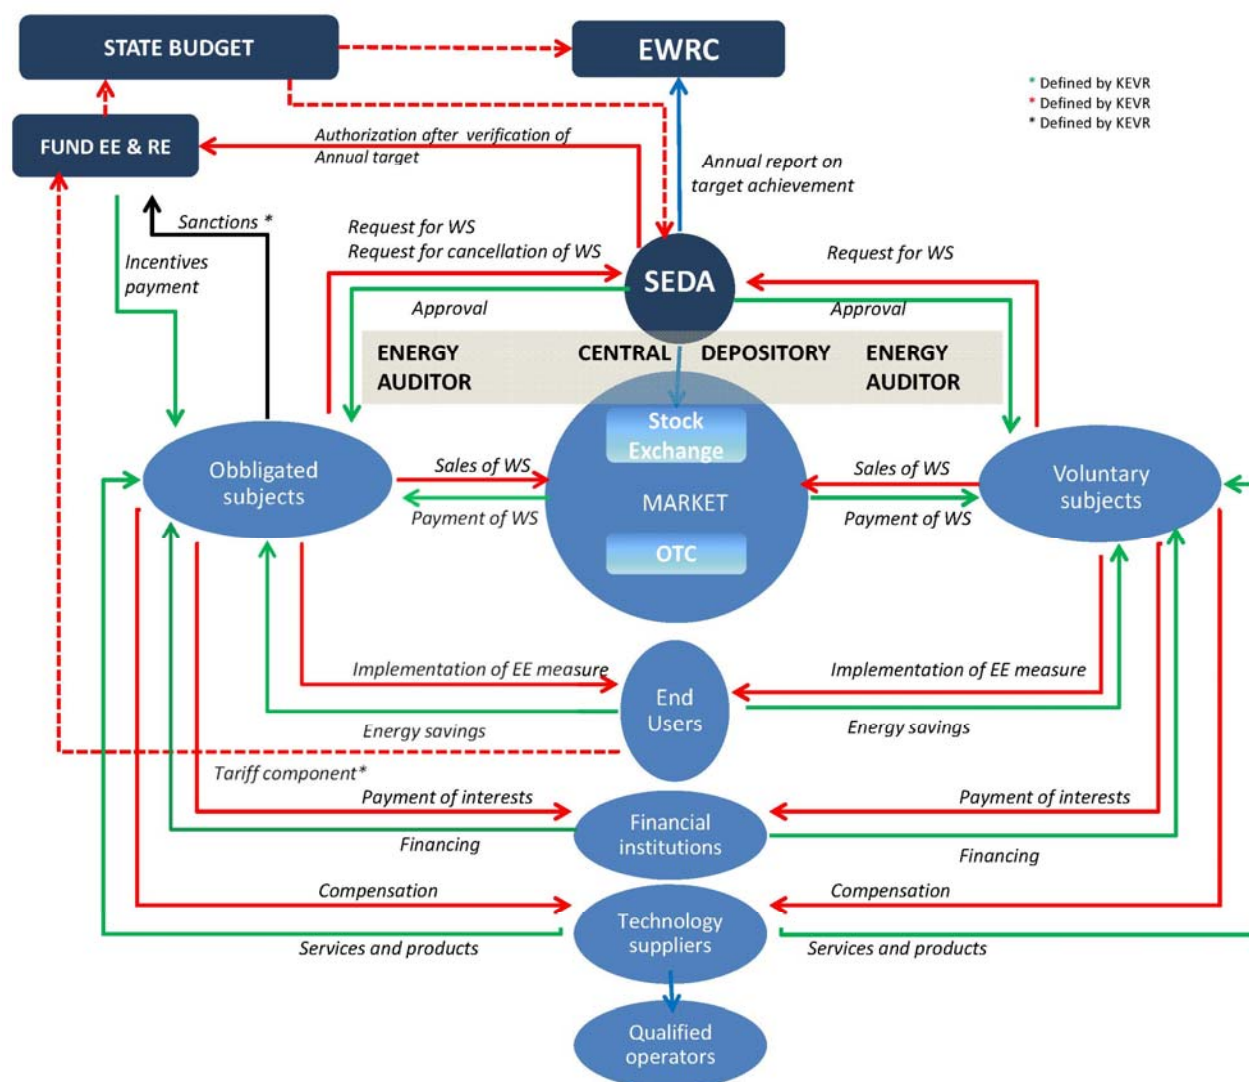 STATE BUDGET
EWRC
* Defined by KEVR
* Defined by KEVR
* Defined by KEVR
FUND EE & RE
Authorization after verification of
Annual target
Annual report on
target achievement
Sanctions *
Request for WS
Request for cancellation of WS
Request for WS
Incentives
payment
SEDA
Approval
Approval
ENERGY
AUDITOR
CENTRAL DEPOSITORY
ENERGY
AUDITOR
Stock
Exchange
Obbligated
subjects
Sales of WS
MARKET
Sales of WS
Voluntary
subjects
Payment of WS
Payment of WS
OTC
Implementation of EE measure
Implementation of EE measure
End
Users
Energy savings
Energy savings
Tariff component*
Payment of interests
Payment of interests
Financial
institutions
Financing
Financing
Compensation
Compensation
Technology
suppliers
Services and products
Services and products
Qualified
operators